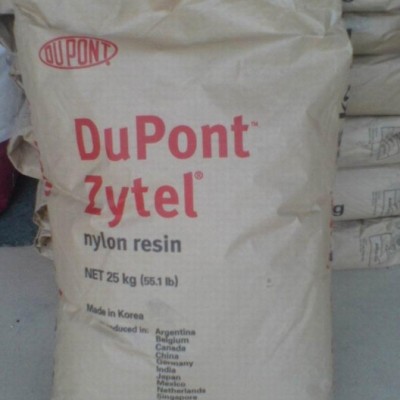 DUPONT
DuPont™
Zytel®
nylon resin
NET 25 kg (55.1 lb)
Made in Korea
oduced in: Argentina
Belgium
Canada
China
Germany
India
Japan
Mexico
Netherlands
Singapore